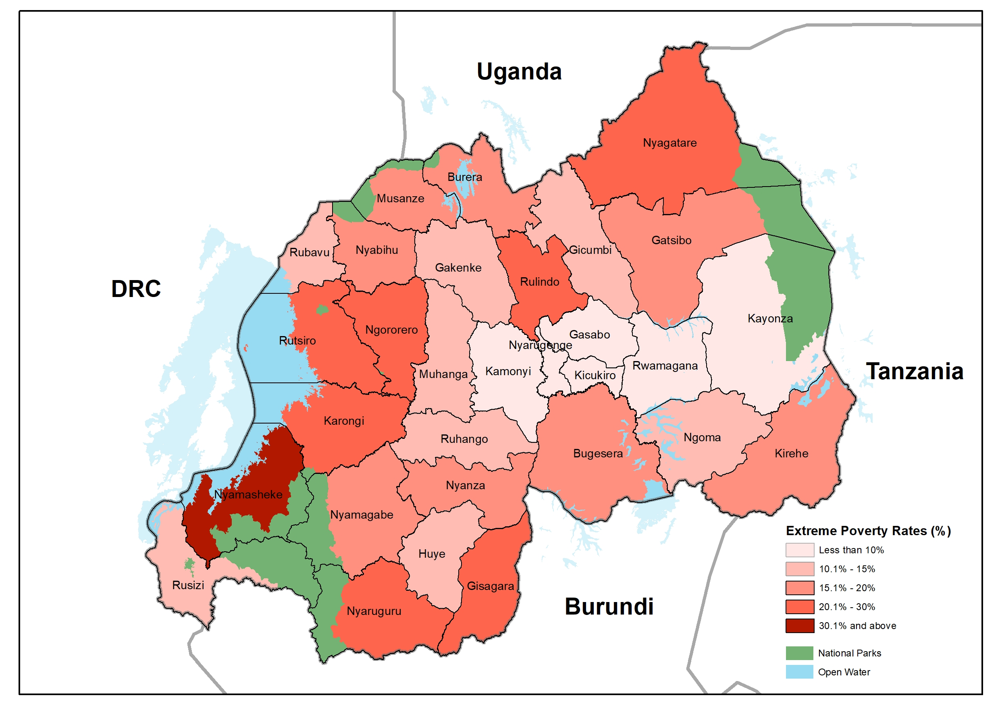 Uganda
Nyagatare
Burera
Musanze
Gatsibo
Rubavu
Nyabihu
Gicumbi
Gakenke
Rulindo
DRC
Kayonza
Ngororero
Gasabo
Rutsiro
Nyarugenge
Rwamagana
Tanzania
Muhanga
Kamonyi
Kicukiro
Karongi
Ruhango
Ngoma
Bugesera
Kirehe
Nyanza
Nyamasheke
Nyamagabe
Huye
Rusizi
Gisagara
Nyaruguru
Burundi
Extreme Poverty Rates (%)
Less than 10%
10.1% - 15%
15.1% - 20%
20.1% - 30%
30.1% and above
National Parks
Open Water